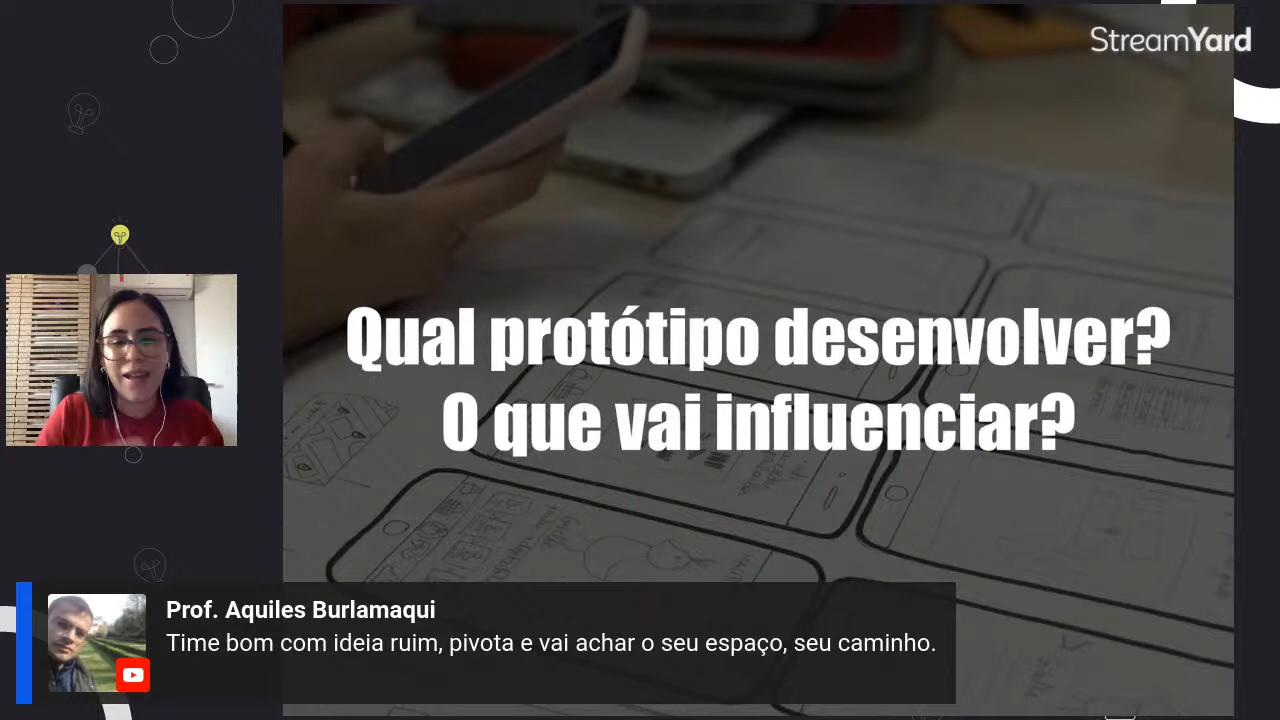 StreamYard
Qual protótipo desenvolver?
O que vai influenciar?
Prof. Aquiles Burlamaqui
Time bom com ideia ruim, pivota e vai achar o seu espaço, seu caminho.